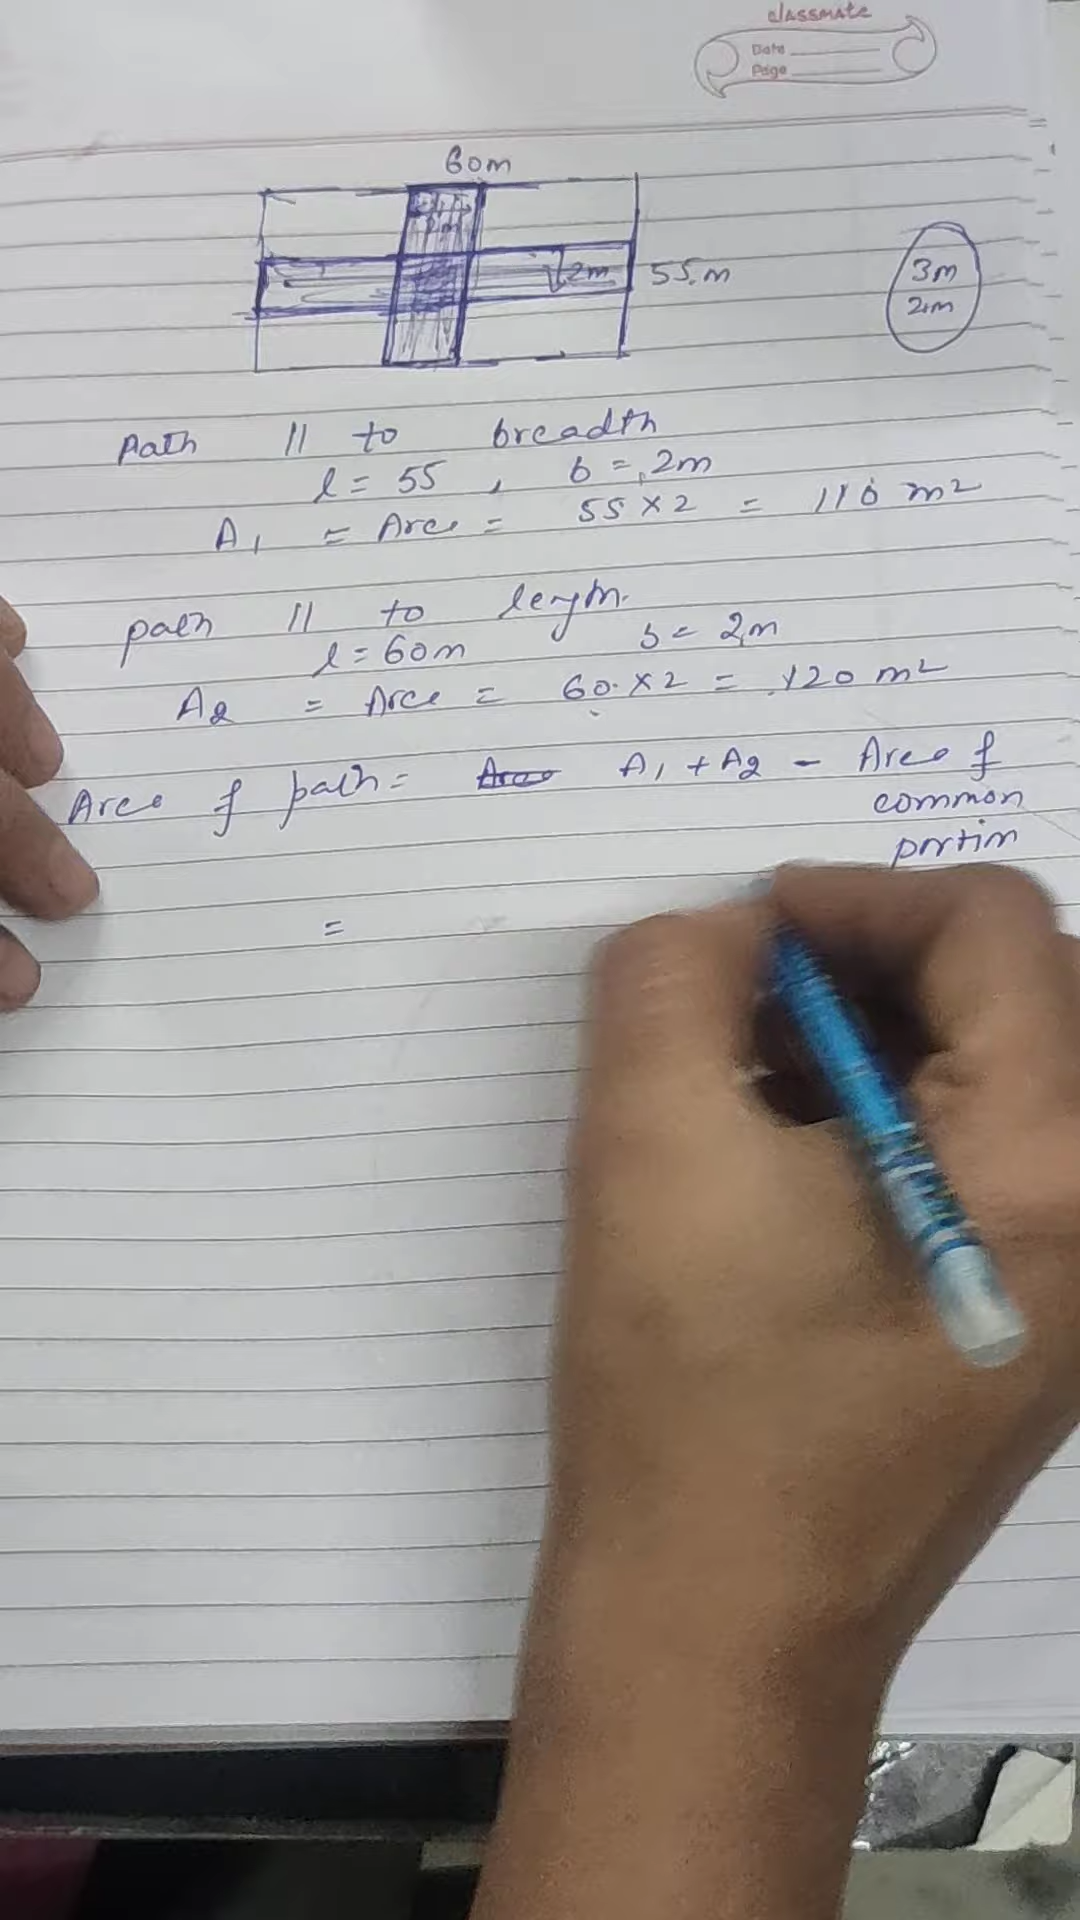 classmate
Date
Page
60m
2m
55m
3m
2m
Path || to breadth
l = 55 , b = 2m
A1 = Area = 55 x 2 = 110 m²
path || to length
l = 60m b = 2m
A2 = Area = 60 x 2 = 120 m²
Area of path = A1 + A2 - Area of
common
portion
=